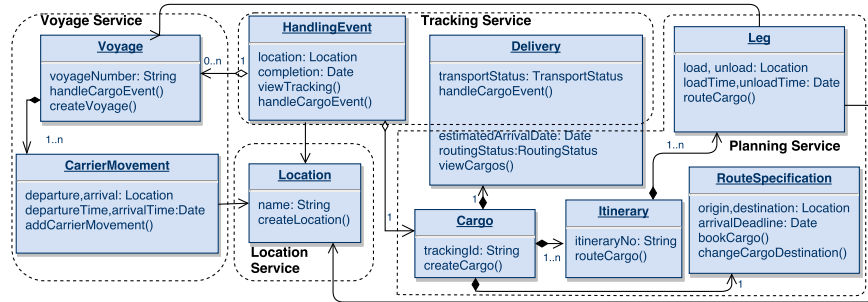 Voyage Service
Voyage
voyageNumber: String
handleCargoEvent()
createVoyage()
1..n
CarrierMovement
departure,arrival: Location
departureTime,arrivalTime:Date
addCarrierMovement()
0..n
1
HandlingEvent
location: Location
completion: Date
viewTracking()
handleCargoEvent()
Location
name: String
createLocation()
Location
Service
Tracking Service
Delivery
transportStatus: TransportStatus
handleCargoEvent()
estimatedArrivalDate: Date
routingStatus:RoutingStatus
viewCargos()
1
1
Cargo
trackingId: String
createCargo()
1..n
Itinerary
itineraryNo: String
routeCargo()
1..n
Leg
load, unload: Location
loadTime,unloadTime: Date
routeCargo()
Planning Service
RouteSpecification
origin,destination: Location
arrivalDeadline: Date
bookCargo()
changeCargoDestination()
1